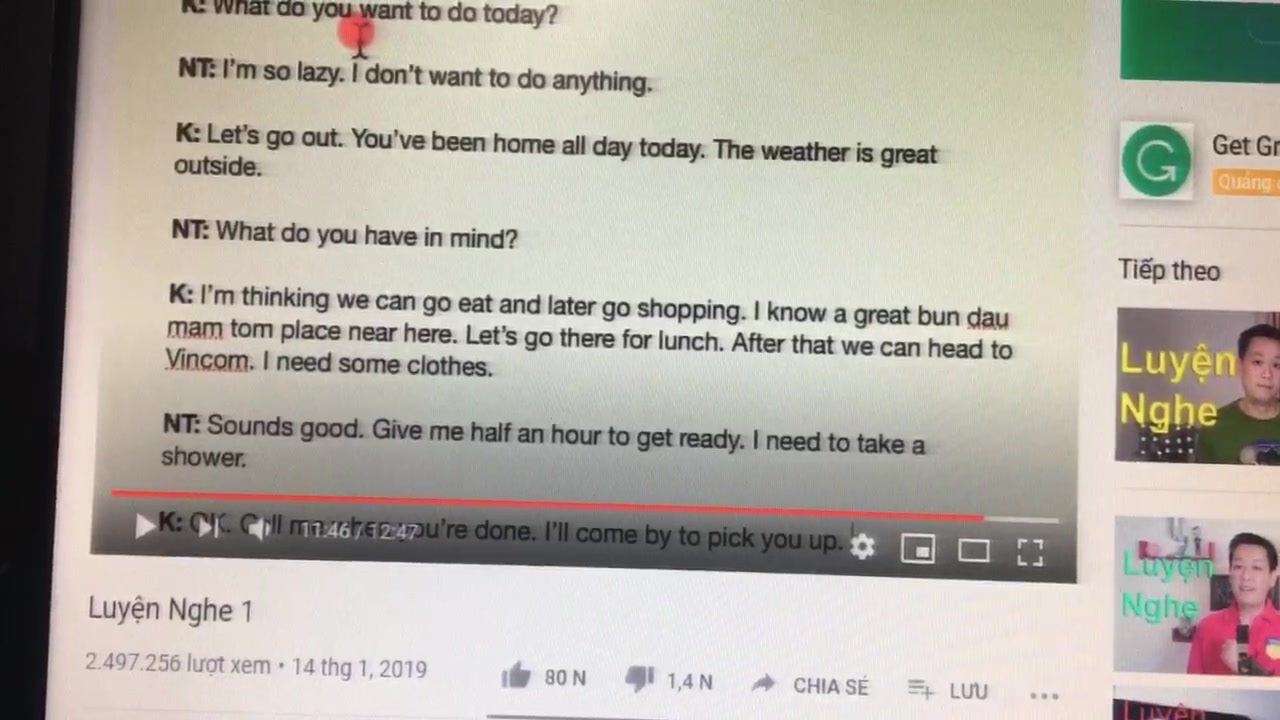 K: What do you want to do today?
NT: I'm so lazy. I don't want to do anything.
K: Let's go out. You've been home all day today. The weather is great
outside.
NT: What do you have in mind?
K: I'm thinking we can go eat and later go shopping. I know a great bun dau
mam tom place near here. Let's go there for lunch. After that we can head to
Vincom. I need some clothes.
NT: Sounds good. Give me half an hour to get ready. I need to take a
shower.
K: OK. Call me when you're done. I'll come by to pick you up.
11:46 / 12:47
Luyện Nghe 1
2.497.256 lượt xem • 14 thg 1, 2019
80 N
1,4 N
CHIA SẺ
LƯU
G
Get
Quảng
Tiếp theo
Luyện
Nghe
Luyện
Nghe
Luyện